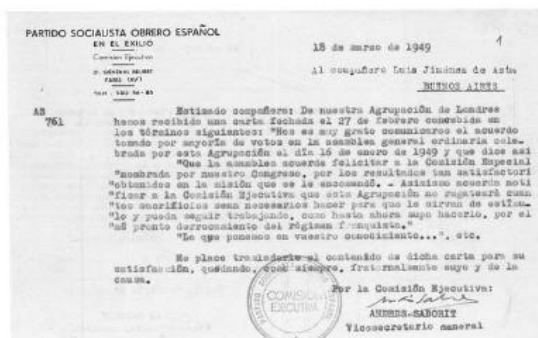 PARTIDO SOCIALISTA OBRERO ESPAÑOL
EN EL EXILIO
Comisión Ejecutiva
18 de marzo de 1949
1
Al compañero Luis Jiménez de Asúa
BUENOS AIRES
AS
761
Estimado compañero: De nuestra Agrupación de Londres
hemos recibido una carta fechada el 27 de febrero concebida en
los términos siguientes: "Nos es muy grato comunicaros el acuerdo
tomado por mayoría de votos en la asamblea general ordinaria cele-
brada por esta Agrupación el día 16 de enero de 1949 y que dice así
"Que la asamblea acuerda felicitar a la Comisión Especial
"nombrada por nuestro Congreso, por los resultados tan satisfactori
"obtenidos en la misión que se le encomendó. - Asimismo acuerda noti
"ficar a la Comisión Ejecutiva que esta Agrupación no regateará cuan
"tos sacrificios sean necesarios hacer para que le sirvan de estímu-
"lo y pueda seguir trabajando, como hasta ahora supo hacerlo, por el
"más pronto derrocamiento del régimen franquista."
"Lo que ponemos en vuestro conocimiento...", etc.
Me place trasladarle el contenido de dicha carta para su
satisfacción, quedando, como siempre, fraternalmente suyo y de la
causa.
Por la Comisión Ejecutiva:
COMISIÓN
EJECUTIVA
ANDRES SABORIT
Vicesecretario general